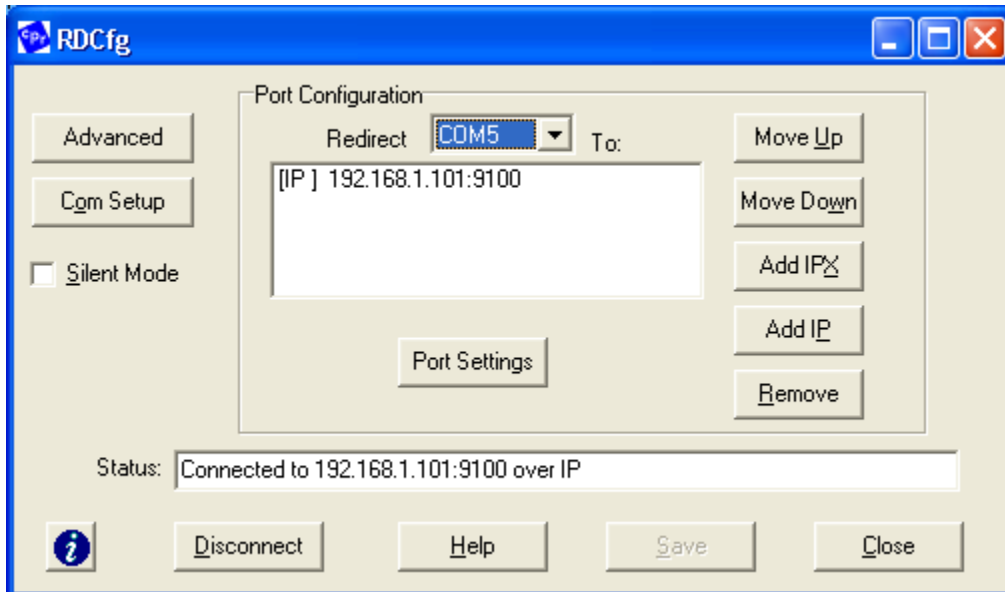 CPr RDCfg
Port Configuration
Advanced
Redirect COM5 To:
Move Up
[IP ] 192.168.1.101:9100
Com Setup
Move Down
Silent Mode
Add IPX
Add IP
Port Settings
Remove
Status: Connected to 192.168.1.101:9100 over IP
i Disconnect Help Save Close